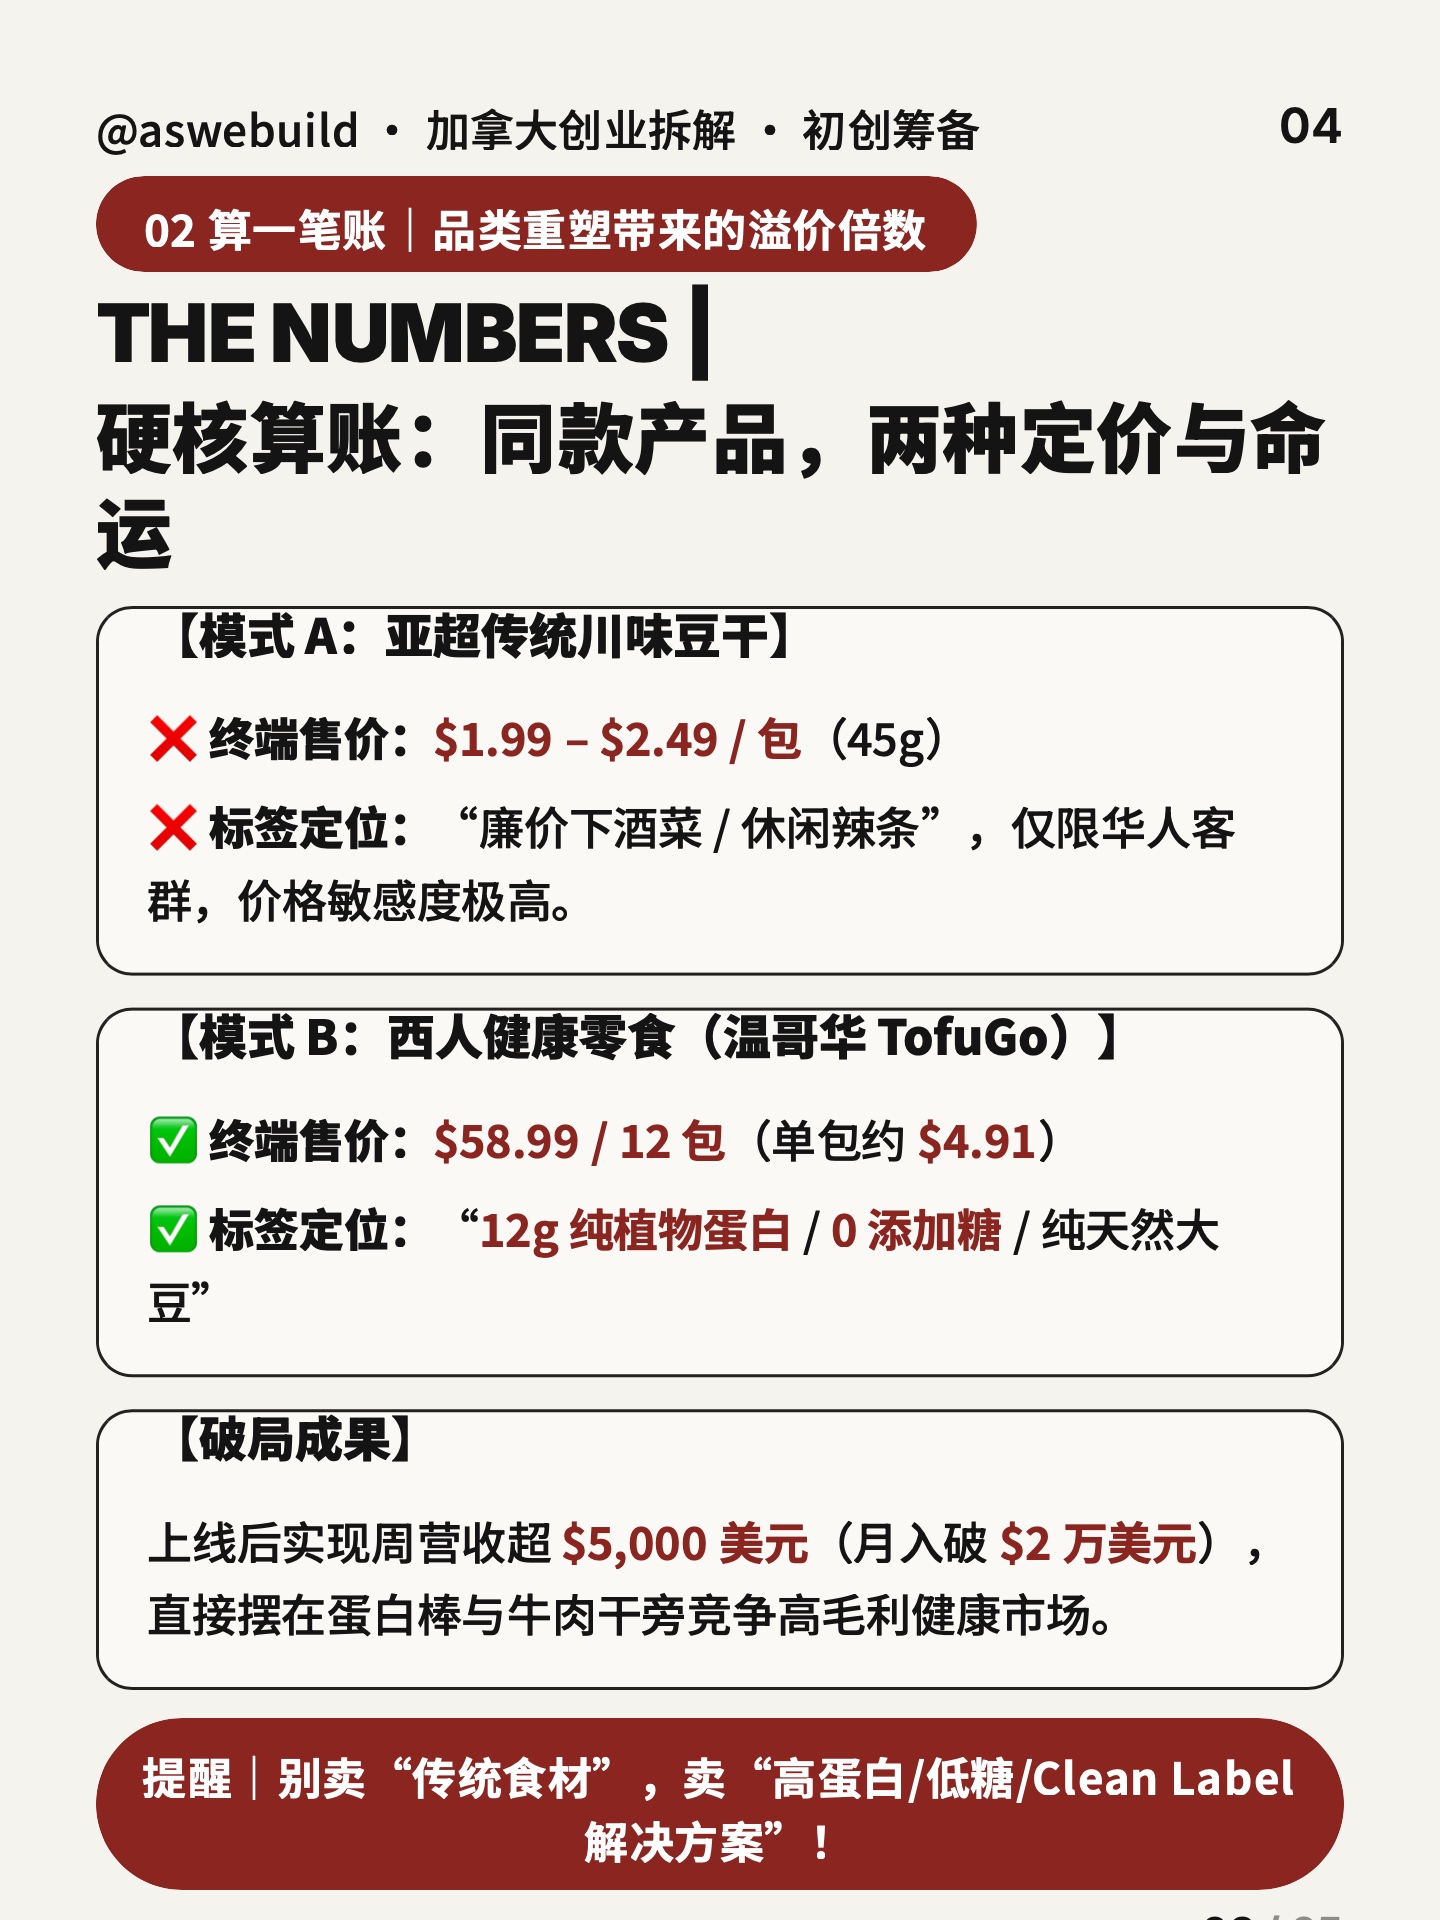 @aswebuild · 加拿大创业拆解 · 初创筹备
04
02 算一笔账｜品类重塑带来的溢价倍数
THE NUMBERS |
硬核算账：同款产品，两种定价与命
运
【模式 A：亚超传统川味豆干】
❌ 终端售价：$1.99 – $2.49 / 包（45g）
❌ 标签定位：“廉价下酒菜 / 休闲辣条”，仅限华人客
群，价格敏感度极高。
【模式 B：西人健康零食（温哥华 TofuGo）】
✅ 终端售价：$58.99 / 12 包（单包约 $4.91）
✅ 标签定位：“12g 纯植物蛋白 / 0 添加糖 / 纯天然大
豆”
【破局成果】
上线后实现周营收超 $5,000 美元（月入破 $2 万美元），
直接摆在蛋白棒与牛肉干旁竞争高毛利健康市场。
提醒｜别卖“传统食材”，卖“高蛋白/低糖/Clean Label
解决方案”！